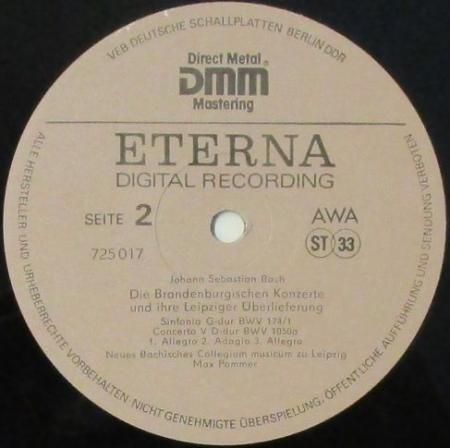 VEB DEUTSCHE SCHALLPLATTEN BERLIN DDR
Direct Metal
DMM
Mastering
ETERNA
DIGITAL RECORDING
SEITE 2
AWA
ST 33
725 017
Johann Sebastian Bach
Die Brandenburgischen Konzerte
und ihre Leipziger Überlieferung
Sinfonia G-dur BWV 174/1
Concerto V D-dur BWV 1050a
1. Allegro 2. Adagio 3. Allegro
Neues Bachisches Collegium musicum zu Leipzig
Max Pommer
ALLE HERSTELLER UND URHEBERRECHTE VORBEHALTEN · NICHT GENEHMIGTE ÜBERSPIELUNG, ÖFFENTLICHE AUFFÜHRUNG UND SENDUNG VERBOTEN